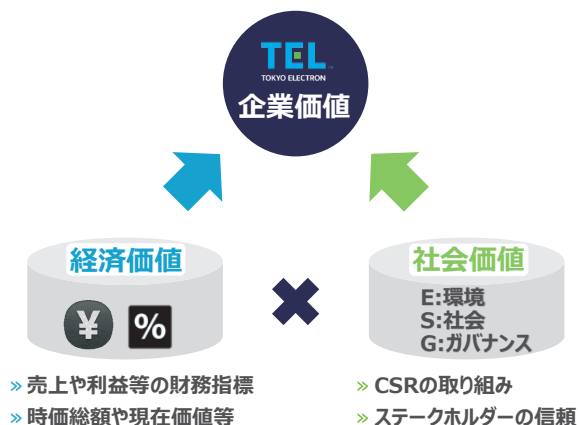 TEL
TOKYO ELECTRON
企業価値
経済価値
¥ %
社会価値
E:環境
S:社会
G:ガバナンス
» 売上や利益等の財務指標
» 時価総額や現在価値等
» CSRの取り組み
» ステークホルダーの信頼